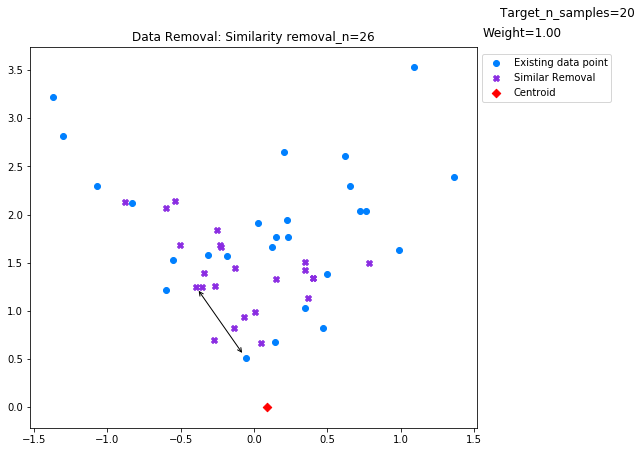 Target_n_samples=20
Weight=1.00
Data Removal: Similarity removal_n=26
Existing data point
Similar Removal
Centroid
3.5
3.0
2.5
2.0
1.5
1.0
0.5
0.0
−1.5 −1.0 −0.5 0.0 0.5 1.0 1.5